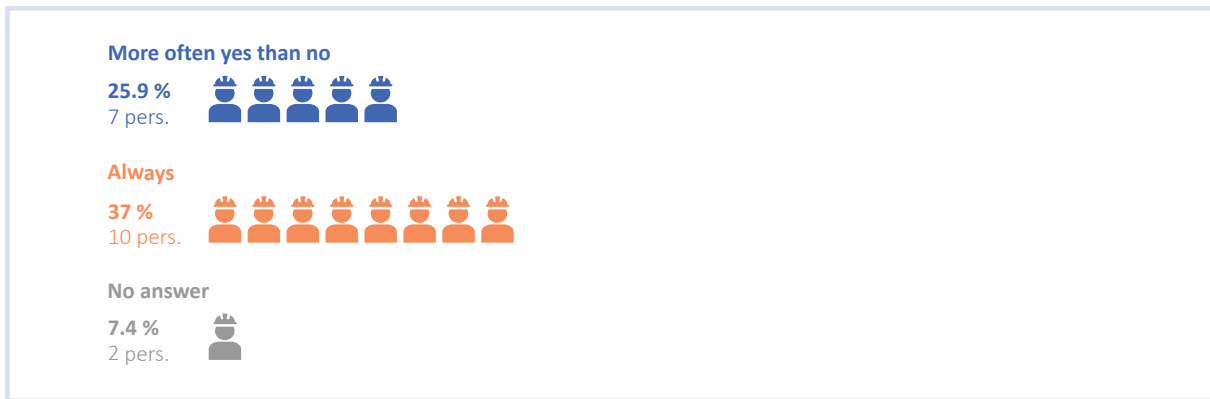 More often yes than no
25.9 %
7 pers.
Always
37 %
10 pers.
No answer
7.4 %
2 pers.